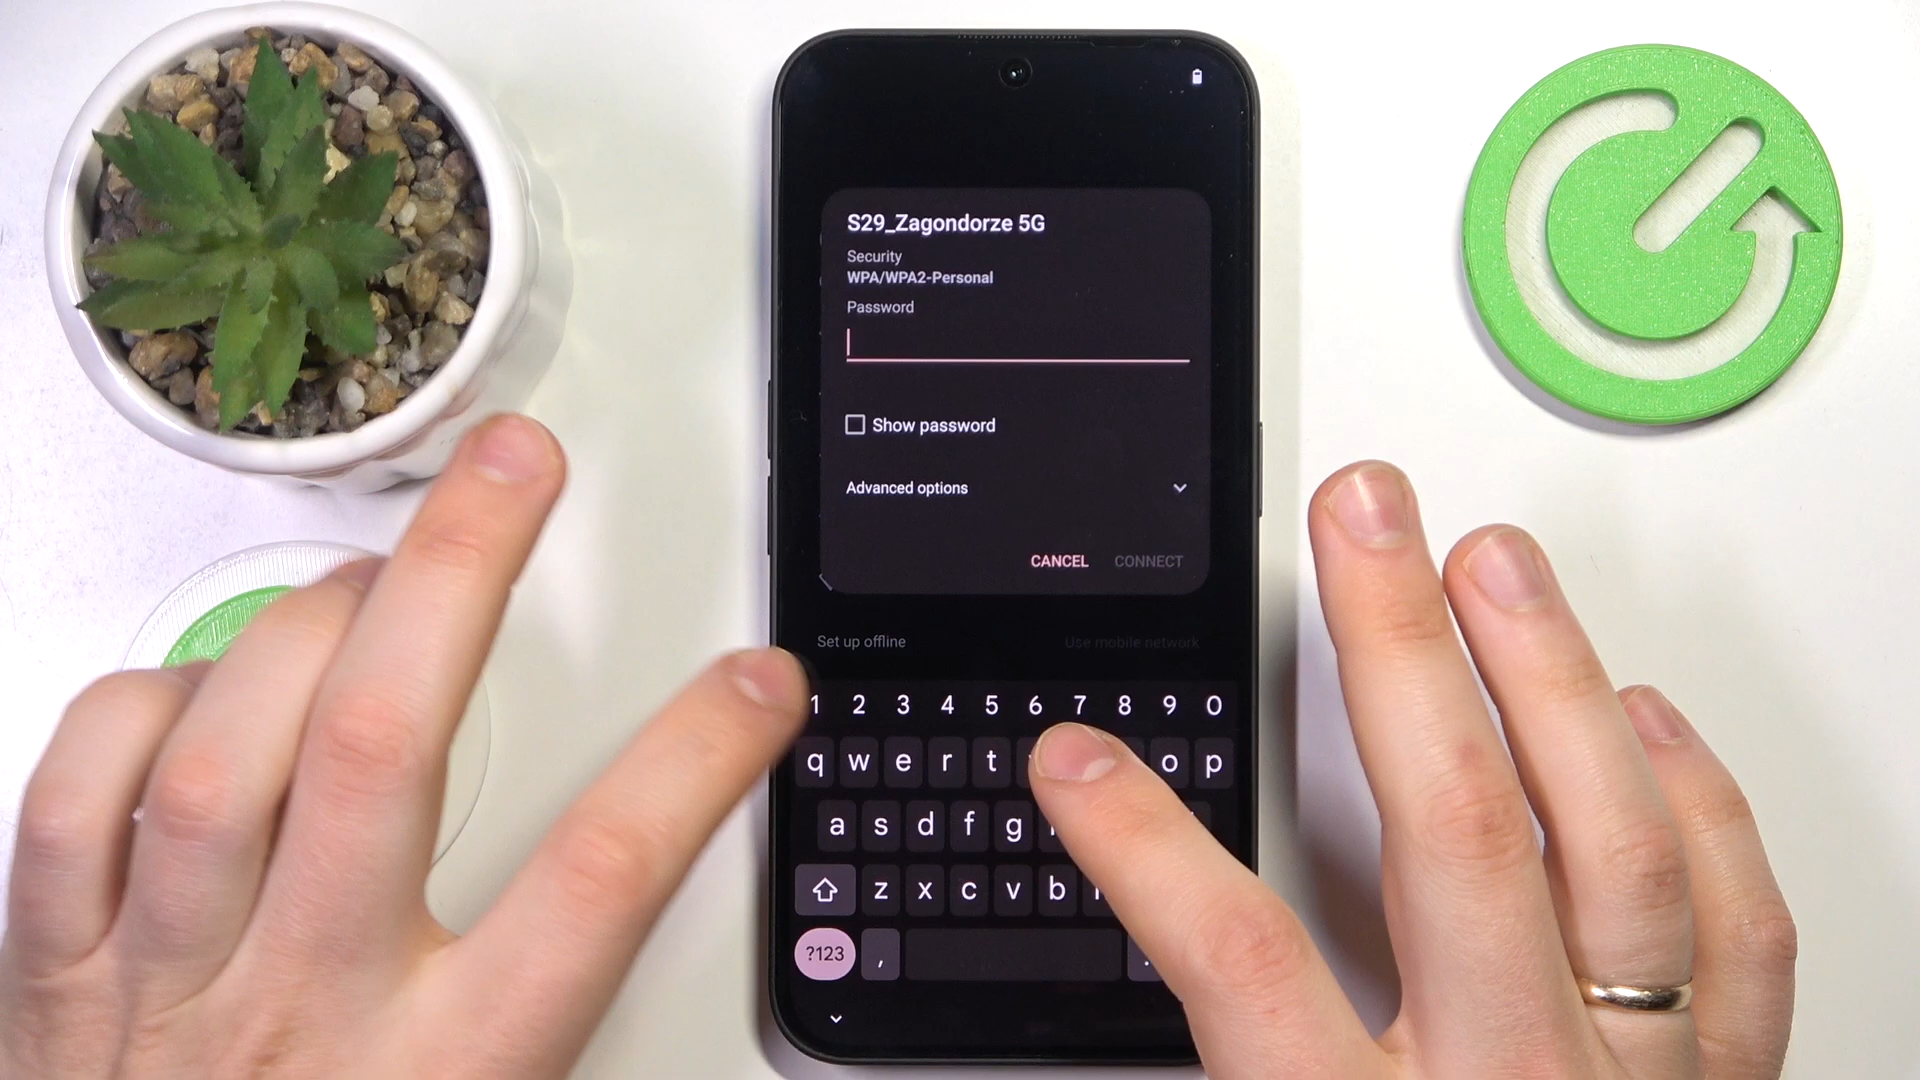 S29_Zagondorze 5G
Security
WPA/WPA2-Personal
Password
Show password
Advanced options
CANCEL CONNECT
Set up offline Use mobile network
1 2 3 4 5 6 7 8 9 0
q w e r t o p
a s d f g
z x c v b
?123 , .